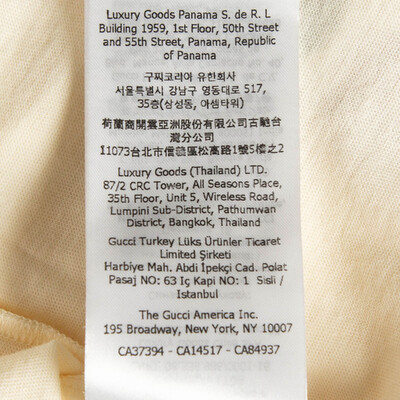 Luxury Goods Panama S. de R. L
Building 1959, 1st Floor, 50th Street
and 55th Street, Panama, Republic
of Panama
구찌코리아 유한회사
서울특별시 강남구 영동대로 517,
35층(삼성동, 아셈타워)
荷蘭商開雲亞洲股份有限公司古馳台
灣分公司
11073台北市信義區松高路1號5樓之2
Luxury Goods (Thailand) LTD.
87/2 CRC Tower, All Seasons Place,
35th Floor, Unit 5, Wireless Road,
Lumpini Sub-District, Pathumwan
District, Bangkok, Thailand
Gucci Turkey Lüks Ürünler Ticaret
Limited Şirketi
Harbiye Mah. Abdi İpekçi Cad. Polat
Pasaj NO: 63 İç Kapi NO: 1 Sisli /
Istanbul
The Gucci America Inc.
195 Broadway, New York, NY 10007
CA37394 - CA14517 - CA84937